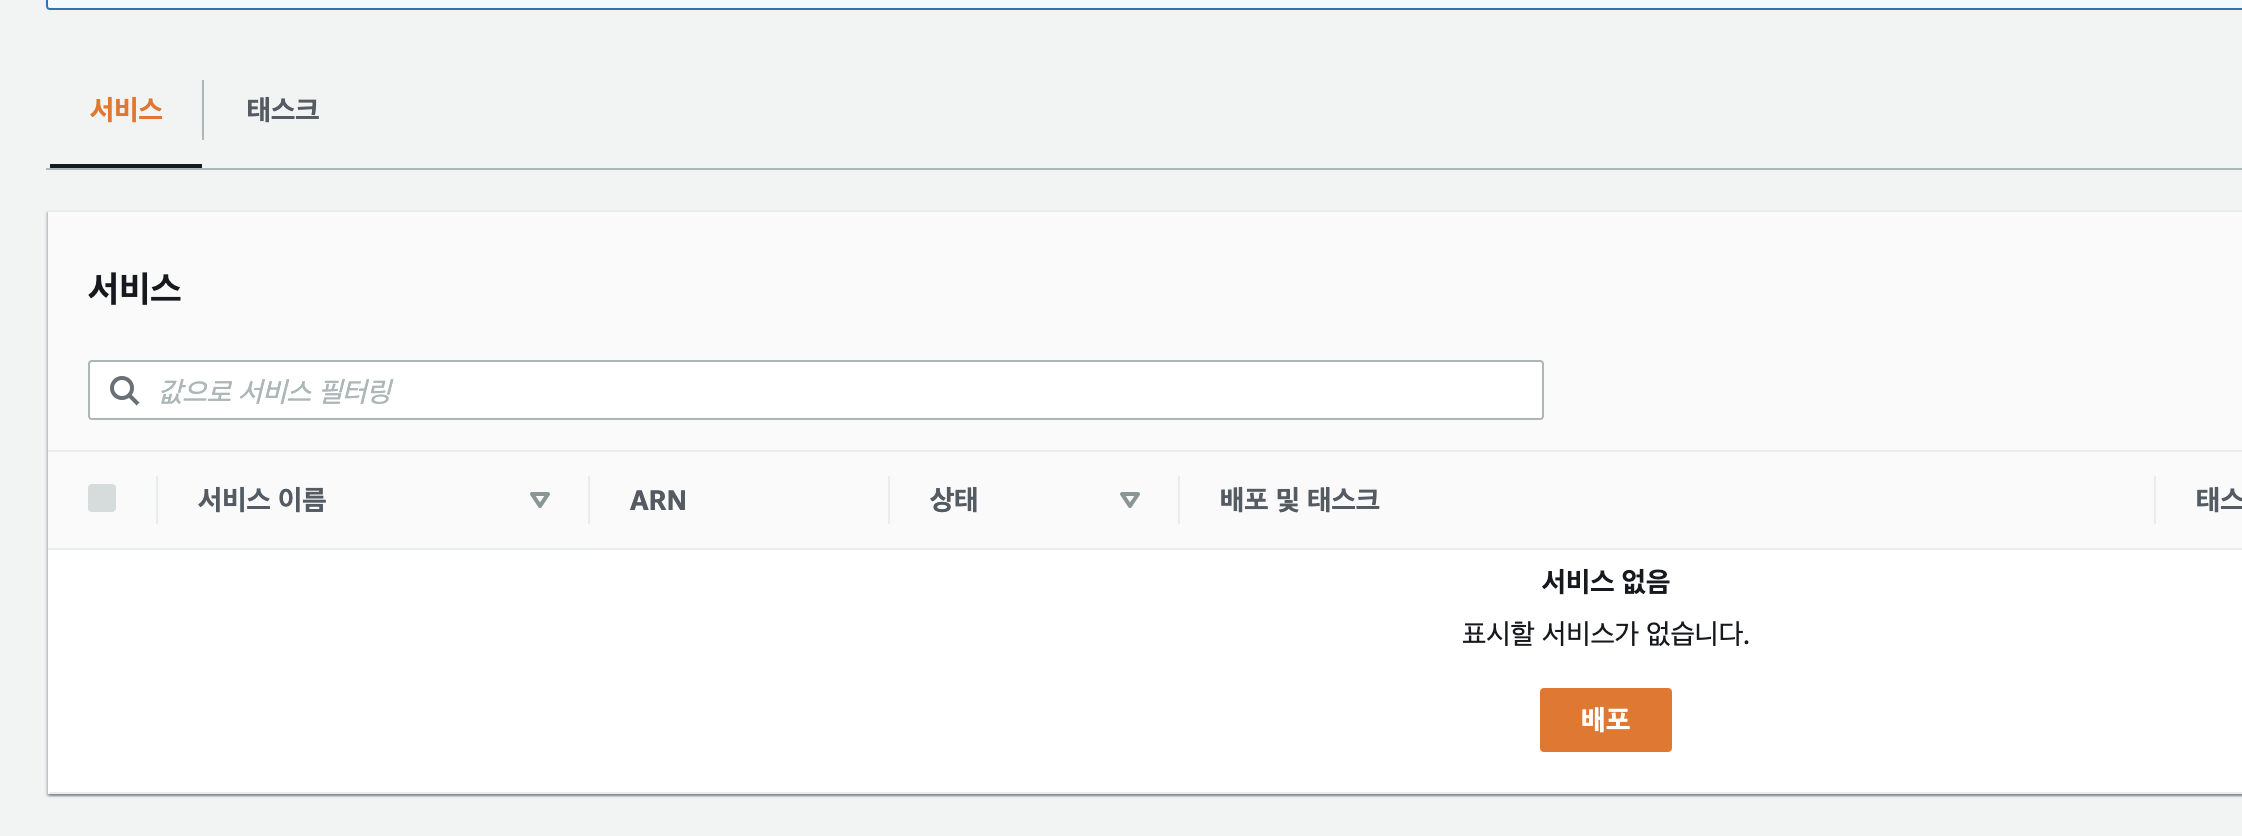 서비스
태스크
서비스
값으로 서비스 필터링
서비스 이름 ARN 상태 배포 및 태스크
서비스 없음
표시할 서비스가 없습니다.
배포